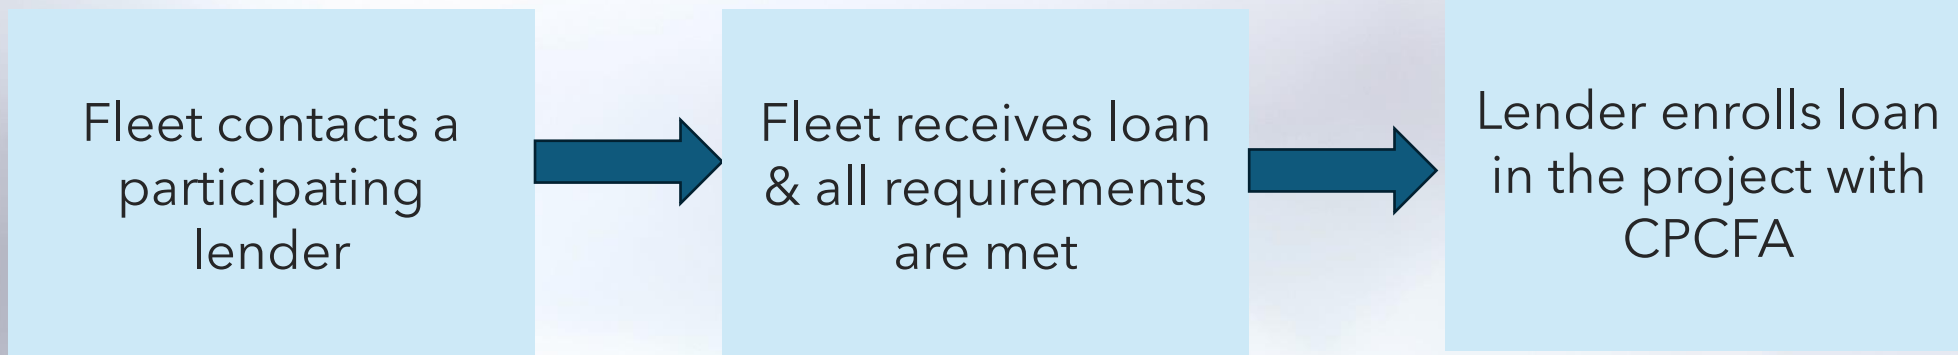 Fleet contacts a
participating
lender
Fleet receives loan
& all requirements
are met
Lender enrolls loan
in the project with
CPCFA